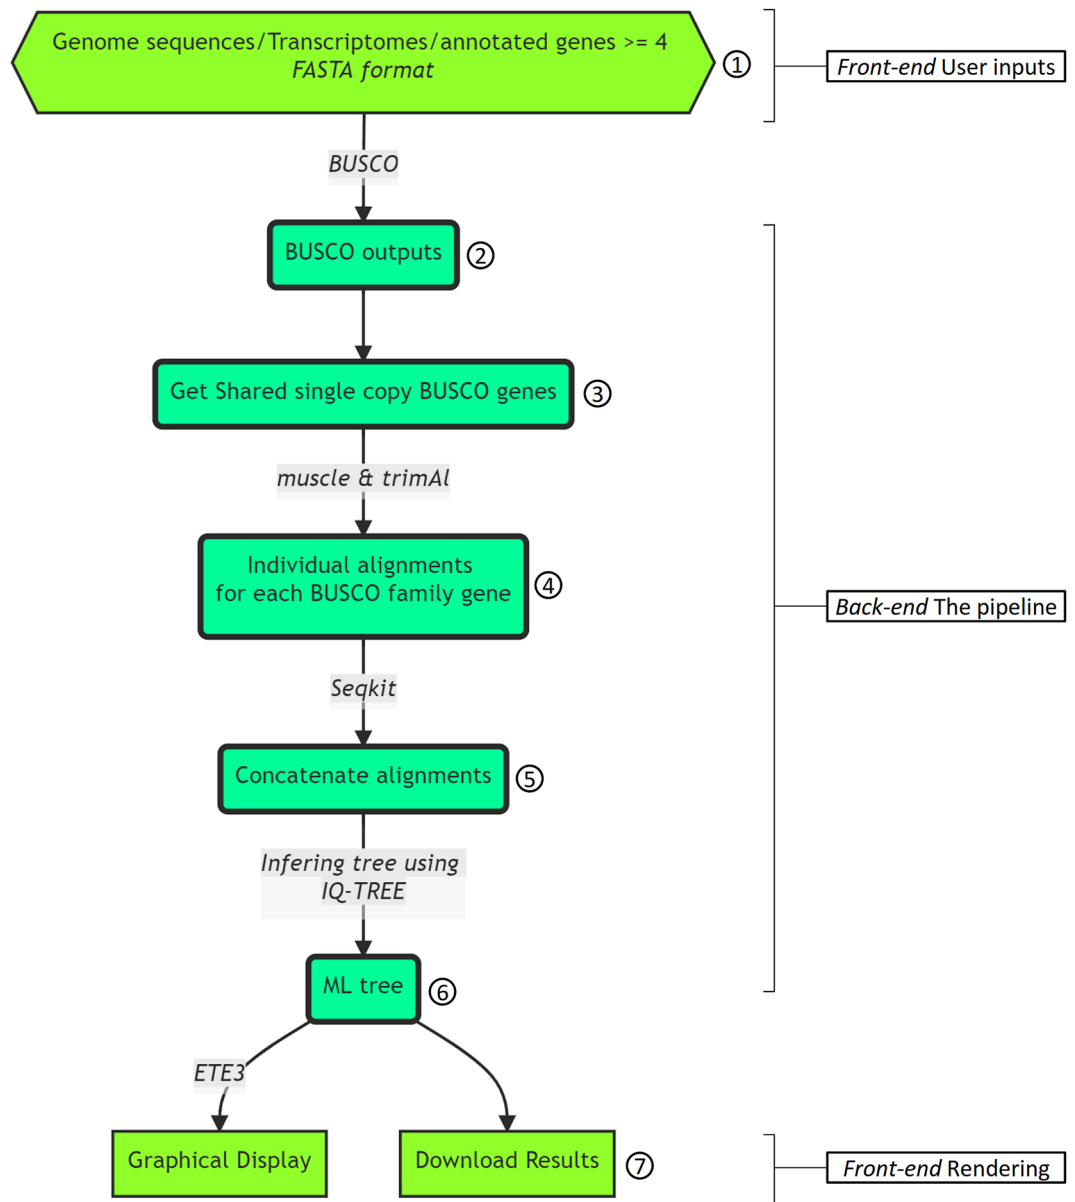 Genome sequences/Transcriptomes/annotated genes >= 4
FASTA format
①
Front-end User inputs
BUSCO
BUSCO outputs
②
Get Shared single copy BUSCO genes
③
muscle & trimAl
Individual alignments
for each BUSCO family gene
④
Back-end The pipeline
Seqkit
Concatenate alignments
⑤
Infering tree using
IQ-TREE
ML tree
⑥
ETE3
Graphical Display
Download Results
⑦
Front-end Rendering